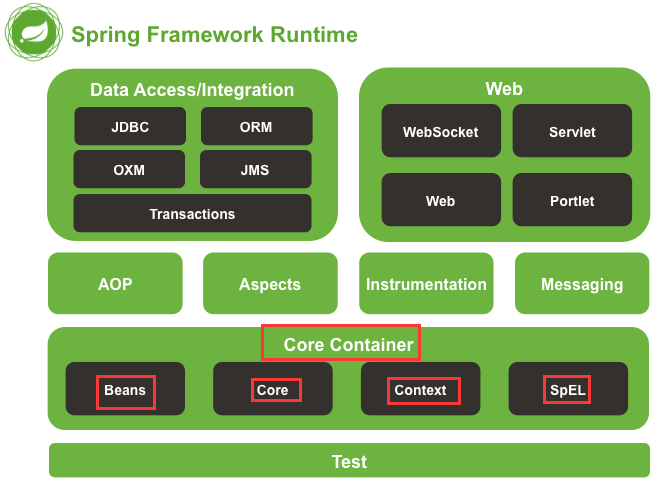 Spring Framework Runtime
Data Access/Integration
JDBC
ORM
OXM
JMS
Transactions
Web
WebSocket
Servlet
Web
Portlet
AOP
Aspects
Instrumentation
Messaging
Core Container
Beans
Core
Context
SpEL
Test